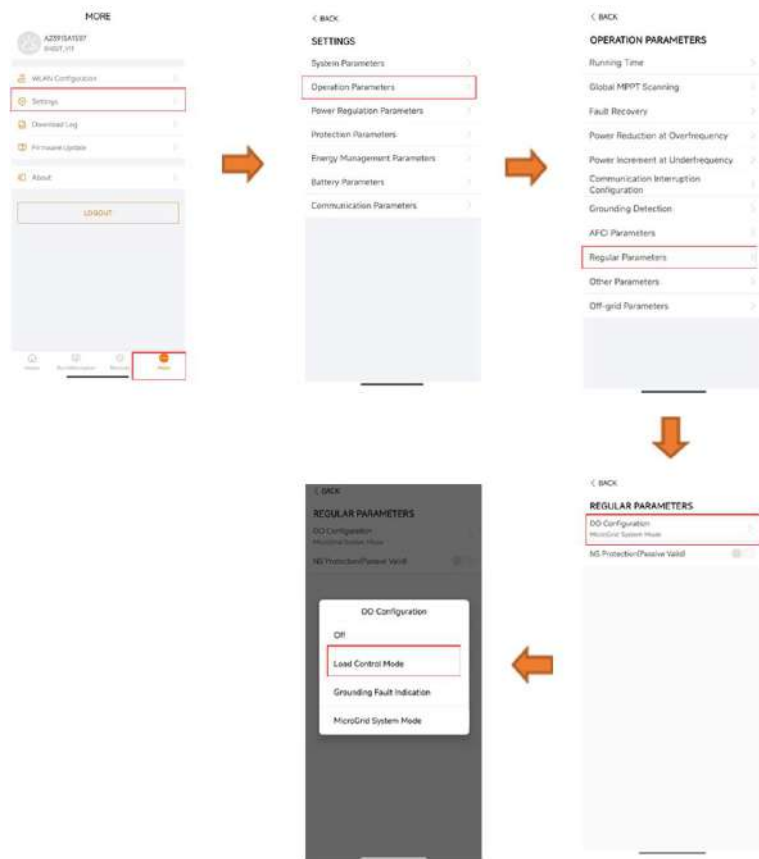 MORE
WLAN Configuration
Settings
Download Log
Firmware Update
About
LOGOUT
More
< BACK
SETTINGS
System Parameters
Operation Parameters
Power Regulation Parameters
Protection Parameters
Energy Management Parameters
Battery Parameters
Communication Parameters
< BACK
OPERATION PARAMETERS
Running Time
Global MPPT Scanning
Fault Recovery
Power Reduction at Overfrequency
Power Increment at Underfrequency
Communication Interruption
Configuration
Grounding Detection
AFCI Parameters
Regular Parameters
Other Parameters
Off-grid Parameters
< BACK
REGULAR PARAMETERS
DO Configuration
MicroGrid System Mode
NS Protection(Passive Valid)
< BACK
REGULAR PARAMETERS
DO Configuration
MicroGrid System Mode
NS Protection(Passive Valid)
DO Configuration
Off
Load Control Mode
Grounding Fault Indication
MicroGrid System Mode